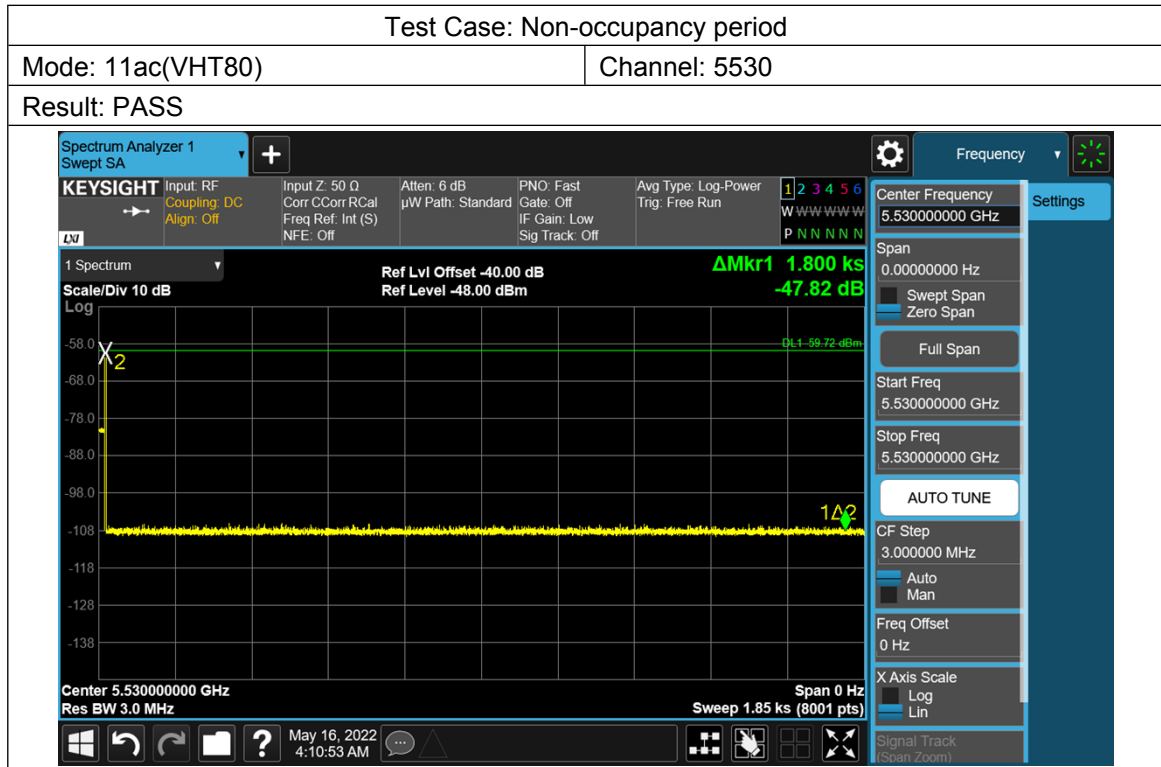 Test Case: Non-occupancy period
Mode: 11ac(VHT80)
Channel: 5530
Result: PASS
Spectrum Analyzer 1
Swept SA
Frequency
KEYSIGHT
LXI
Input: RF
Coupling: DC
Align: Off
Input Z: 50 Ω
Corr CCorr RCal
Freq Ref: Int (S)
NFE: Off
Atten: 6 dB
µW Path: Standard
PNO: Fast
Gate: Off
IF Gain: Low
Sig Track: Off
Avg Type: Log-Power
Trig: Free Run
1 2 3 4 5 6
W W W W W W
P N N N N N
1 Spectrum
Scale/Div 10 dB
Log
Ref Lvl Offset -40.00 dB
Ref Level -48.00 dBm
ΔMkr1 1.800 ks
-47.82 dB
-58.0
-68.0
-78.0
-88.0
-98.0
-108
-118
-128
-138
2
DL1 -59.72 dBm
1Δ2
Center 5.530000000 GHz
Res BW 3.0 MHz
Span 0 Hz
Sweep 1.85 ks (8001 pts)
Center Frequency
5.530000000 GHz
Settings
Span
0.00000000 Hz
Swept Span
Zero Span
Full Span
Start Freq
5.530000000 GHz
Stop Freq
5.530000000 GHz
AUTO TUNE
CF Step
3.000000 MHz
Auto
Man
Freq Offset
0 Hz
X Axis Scale
Log
Lin
Signal Track
(Span Zoom)
?
May 16, 2022
4:10:53 AM